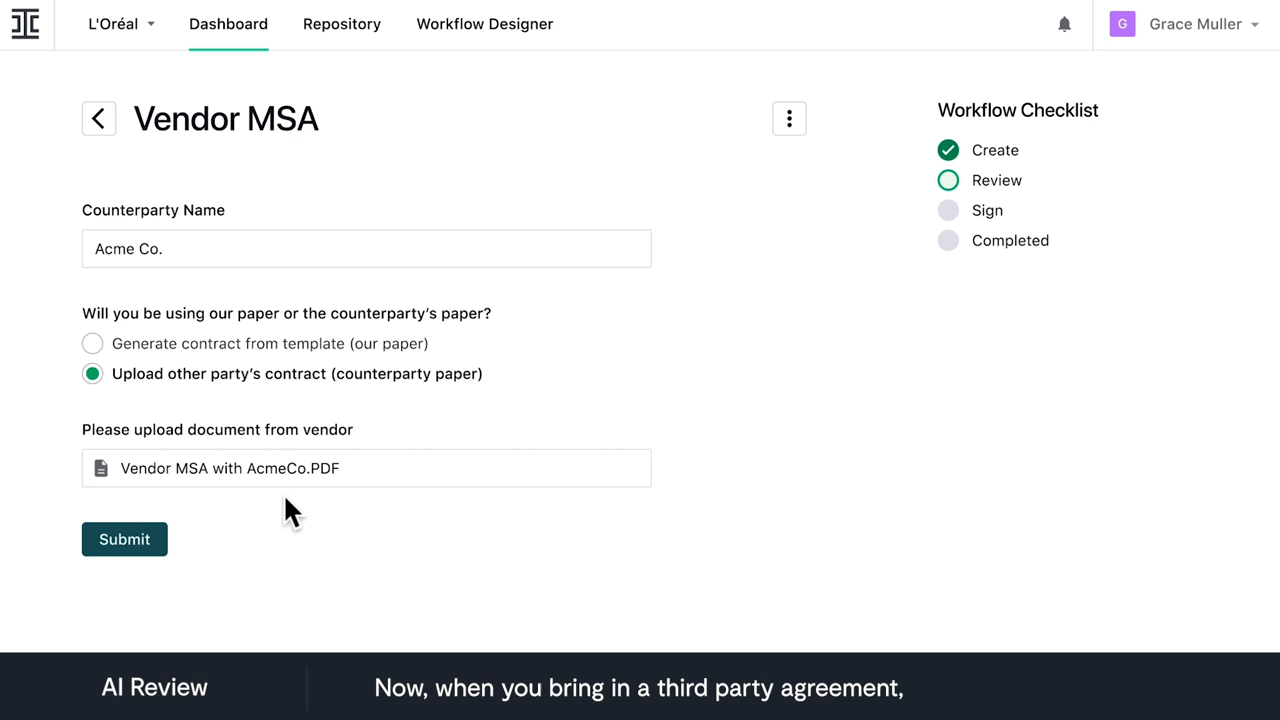 L'Oréal Dashboard Repository Workflow Designer G Grace Muller
Vendor MSA
Workflow Checklist
Create
Review
Sign
Completed
Counterparty Name
Acme Co.
Will you be using our paper or the counterparty’s paper?
Generate contract from template (our paper)
Upload other party’s contract (counterparty paper)
Please upload document from vendor
Vendor MSA with AcmeCo.PDF
Submit
AI Review
Now, when you bring in a third party agreement,